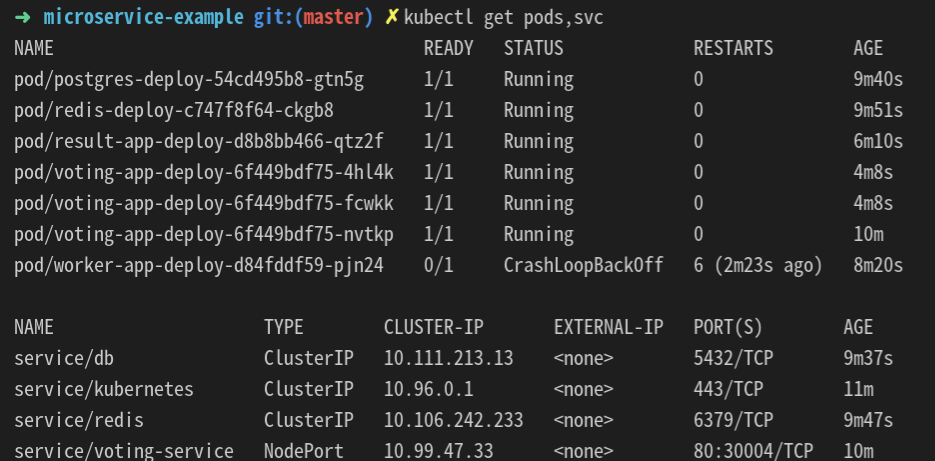 ➜ microservice-example git:(master) ✗ kubectl get pods,svc
NAME READY STATUS RESTARTS AGE
pod/postgres-deploy-54cd495b8-gtn5g 1/1 Running 0 9m40s
pod/redis-deploy-c747f8f64-ckgb8 1/1 Running 0 9m51s
pod/result-app-deploy-d8b8bb466-qtz2f 1/1 Running 0 6m10s
pod/voting-app-deploy-6f449bdf75-4hl4k 1/1 Running 0 4m8s
pod/voting-app-deploy-6f449bdf75-fcwkk 1/1 Running 0 4m8s
pod/voting-app-deploy-6f449bdf75-nvtkp 1/1 Running 0 10m
pod/worker-app-deploy-d84fddf59-pjn24 0/1 CrashLoopBackOff 6 (2m23s ago) 8m20s
NAME TYPE CLUSTER-IP EXTERNAL-IP PORT(S) AGE
service/db ClusterIP 10.111.213.13 <none> 5432/TCP 9m37s
service/kubernetes ClusterIP 10.96.0.1 <none> 443/TCP 11m
service/redis ClusterIP 10.106.242.233 <none> 6379/TCP 9m47s
service/voting-service NodePort 10.99.47.33 <none> 80:30004/TCP 10m